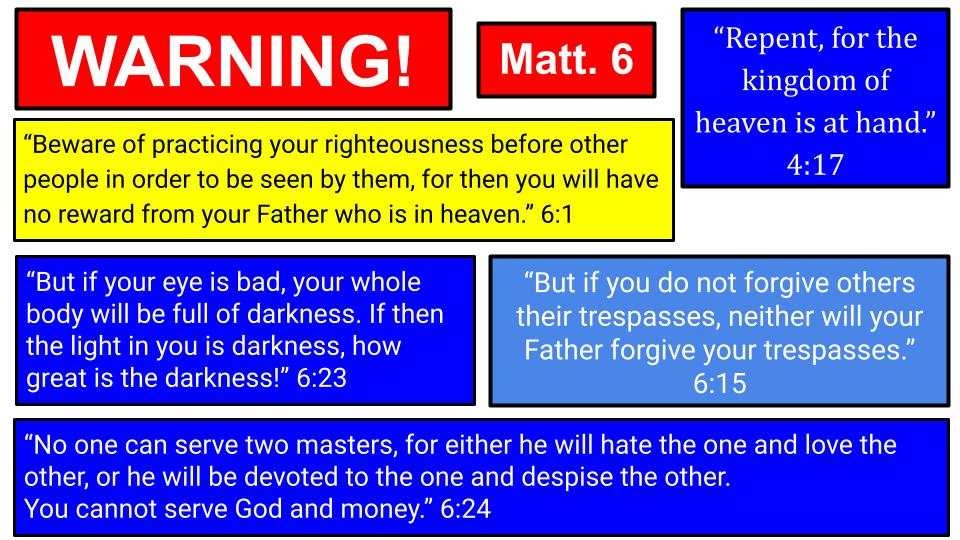 WARNING!
Matt. 6
“Repent, for the
kingdom of
heaven is at hand.”
4:17
“Beware of practicing your righteousness before other
people in order to be seen by them, for then you will have
no reward from your Father who is in heaven.” 6:1
“But if your eye is bad, your whole
body will be full of darkness. If then
the light in you is darkness, how
great is the darkness!” 6:23
“But if you do not forgive others
their trespasses, neither will your
Father forgive your trespasses.”
6:15
“No one can serve two masters, for either he will hate the one and love the
other, or he will be devoted to the one and despise the other.
You cannot serve God and money.” 6:24